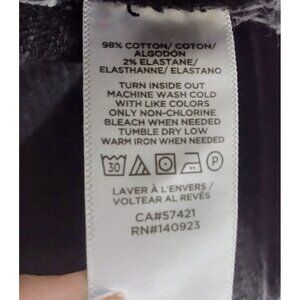 98% COTTON/ COTON/
ALGODÓN
2% ELASTANE/
ELASTHANNE/ ELASTANO
TURN INSIDE OUT
MACHINE WASH COLD
WITH LIKE COLORS
ONLY NON-CHLORINE
BLEACH WHEN NEEDED
TUMBLE DRY LOW
WARM IRON WHEN NEEDED
30 P
LAVER À L'ENVERS/
VOLTEAR AL REVÉS
CA#57421
RN#140923